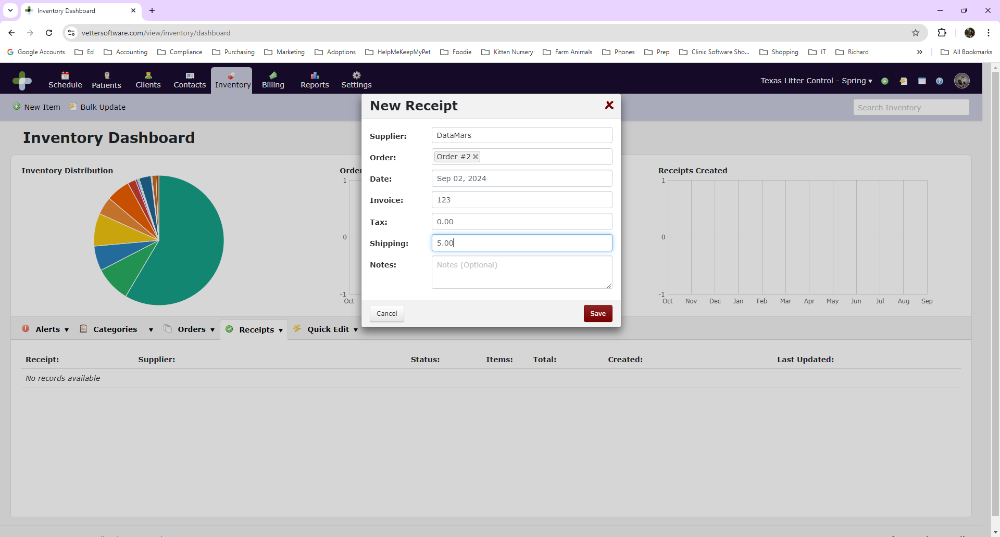 Inventory Dashboard
vettersoftware.com/view/inventory/dashboard
Google Accounts Ed Accounting Compliance Purchasing Marketing Adoptions HelpMeKeepMyPet Foodie Kitten Nursery Farm Animals Phones Prep Clinic Software Sho... Shopping IT Richard » All Bookmarks
Schedule Patients Clients Contacts Inventory Billing Reports Settings Texas Litter Control - Spring
New Item Bulk Update Search Inventory
New Receipt
Inventory Dashboard
Supplier: DataMars
Order: Order #2
Date: Sep 02, 2024
Invoice: 123
Tax: 0.00
Shipping: 5.00
Notes: Notes (Optional)
Cancel Save
Inventory Distribution
Order
1
0
-1
Oct
Receipts Created
1
0
-1
Oct Nov Dec Jan Feb Mar Apr May Jun Jul Aug Sep
Alerts Categories Orders Receipts Quick Edit
Receipt: Supplier: Status: Items: Total: Created: Last Updated:
No records available